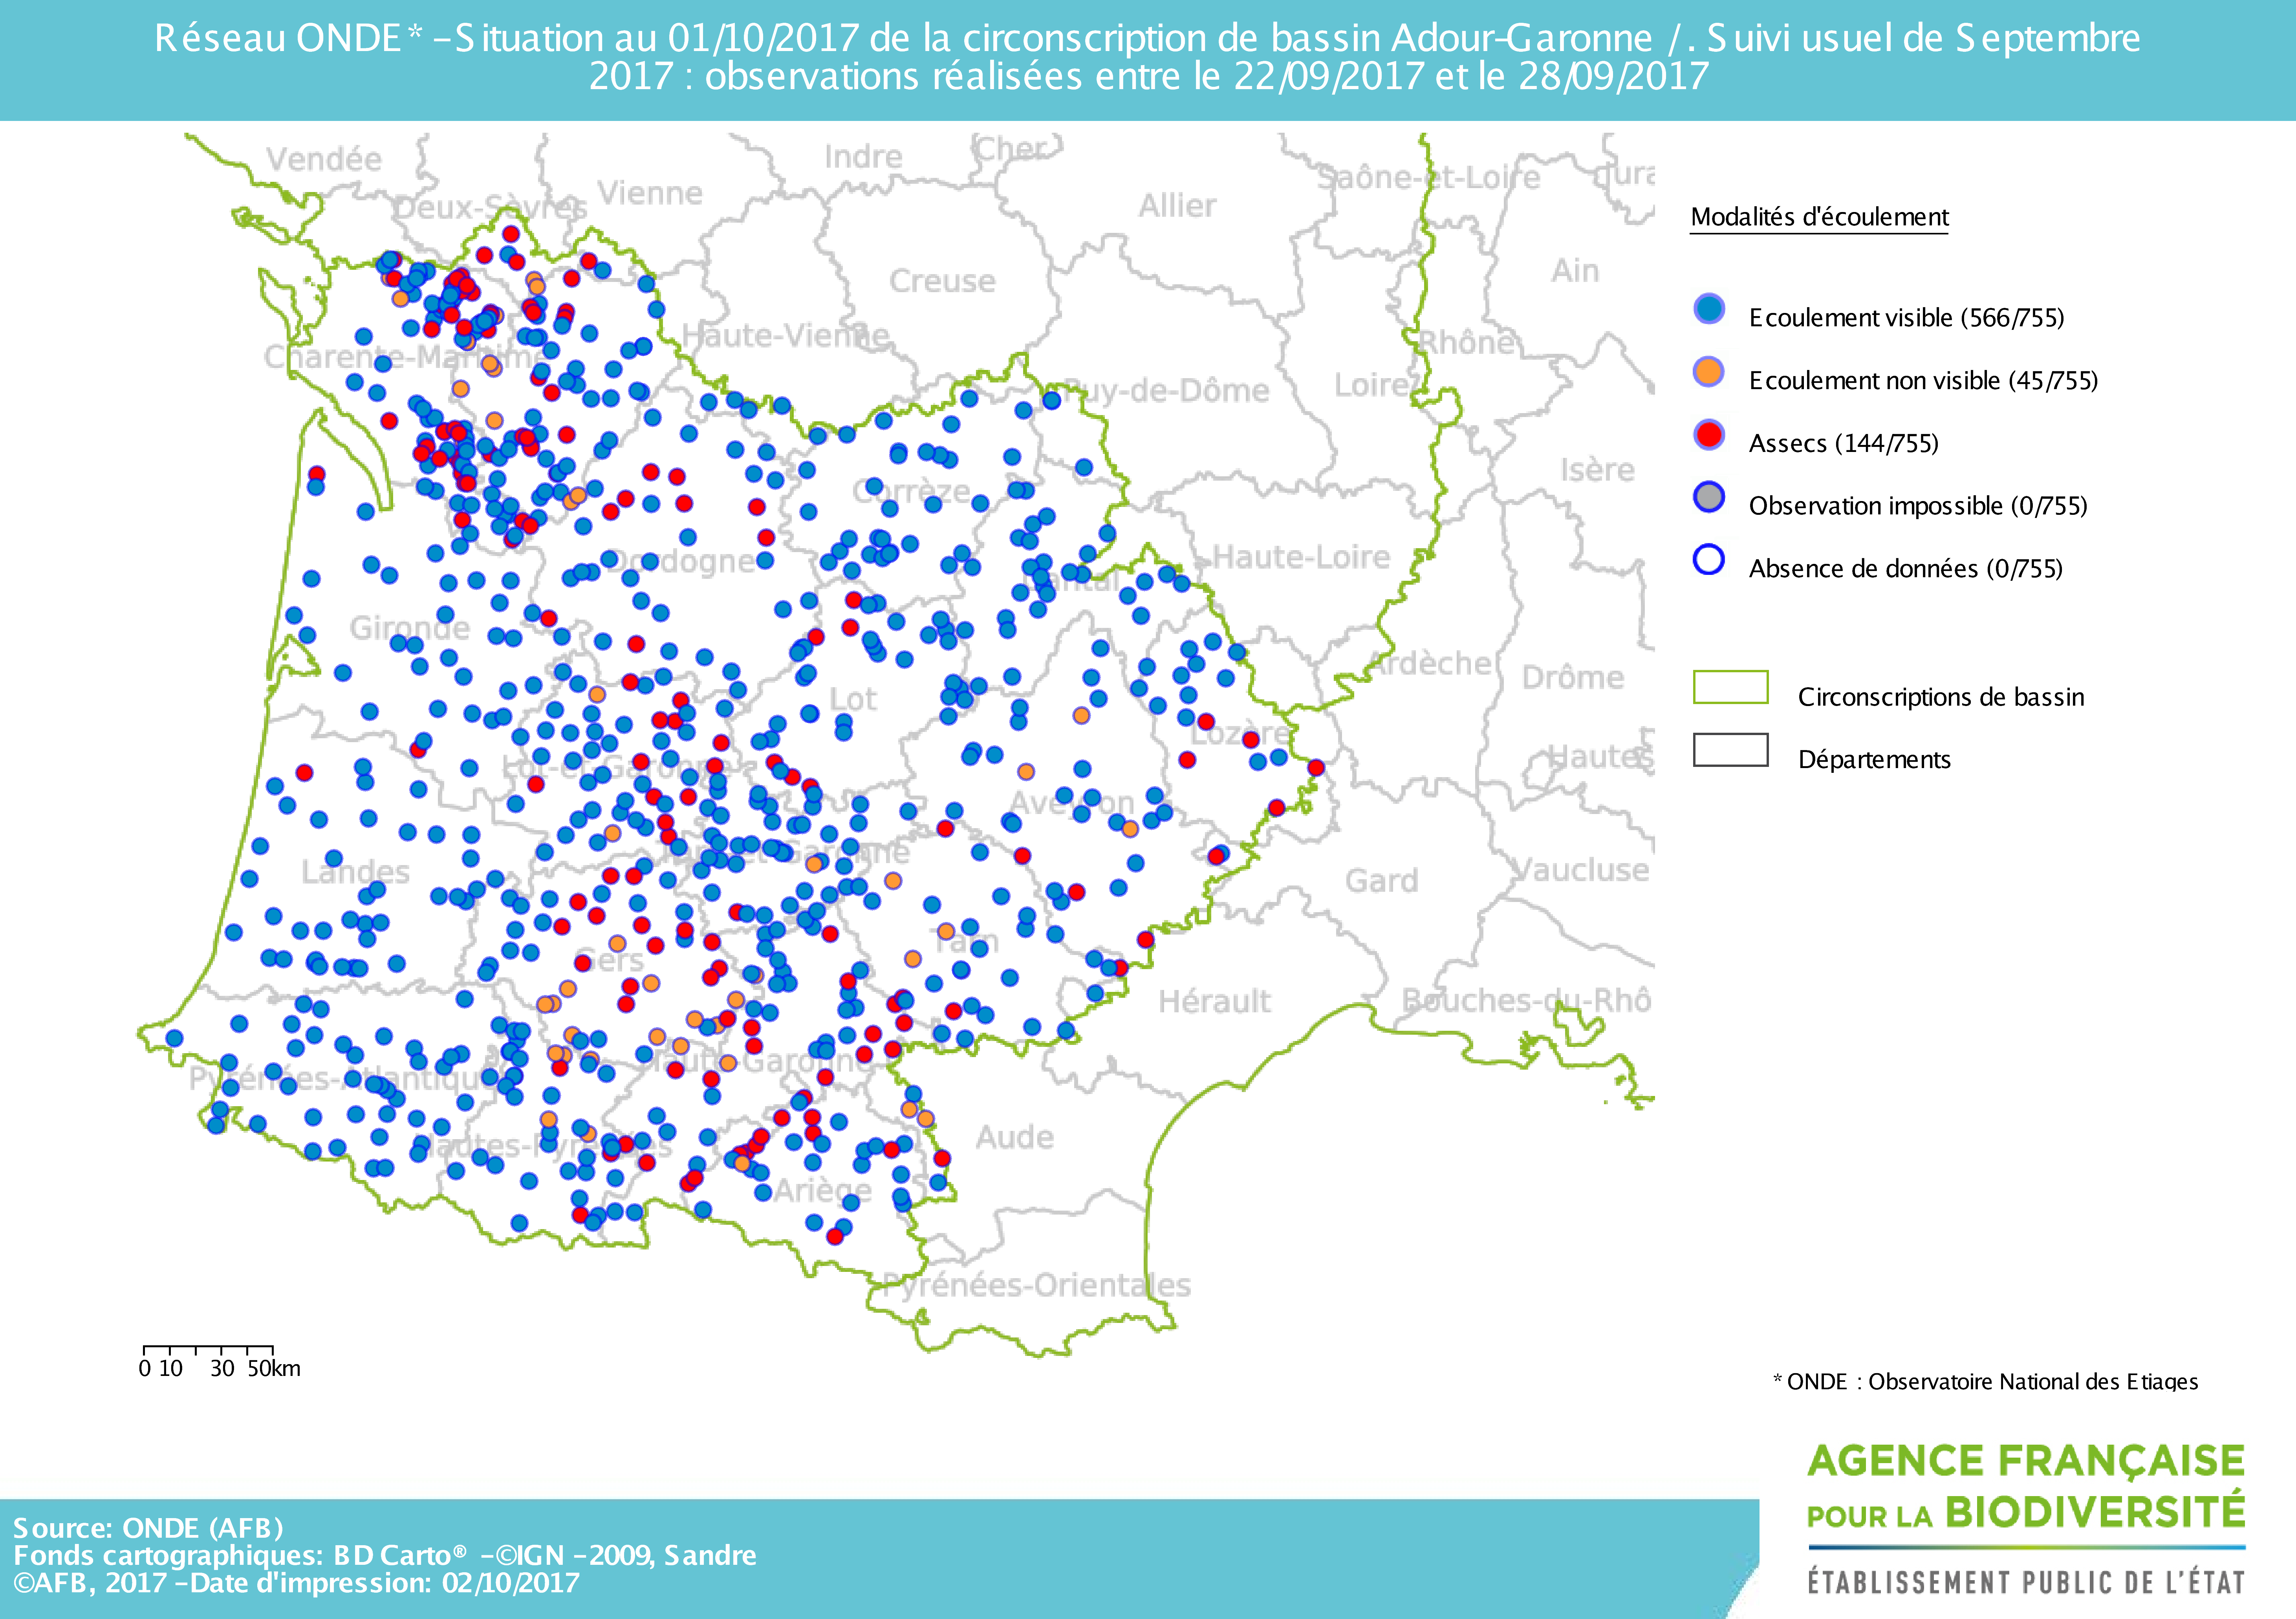 Réseau ONDE* – Situation au 01/10/2017 de la circonscription de bassin Adour-Garonne / . Suivi usuel de Septembre
2017 : observations réalisées entre le 22/09/2017 et le 28/09/2017
Vendée
Indre
Cher
Deux-Sèvres
Vienne
Allier
Saône-et-Loire
Jura
Creuse
Ain
Charente-Maritime
Haute-Vienne
Rhône
Puy-de-Dôme
Loire
Isère
Corrèze
Dordogne
Haute-Loire
Cantal
Gironde
Ardèche
Drôme
Lot
Lozère
Hautes
Lot-et-Garonne
Aveyron
Landes
Tarn-et-Garonne
Gard
Vaucluse
Gers
Tarn
Hérault
Bouches-du-Rhô
Pyrénées-Atlantiqu
Haute-Garonne
Hautes-Pyrénées
Aude
Ariège
Pyrénées-Orientales
0 10 30 50km
Modalités d'écoulement
Ecoulement visible (566/755)
Ecoulement non visible (45/755)
Assecs (144/755)
Observation impossible (0/755)
Absence de données (0/755)
Circonscriptions de bassin
Départements
* ONDE : Observatoire National des Etiages
AGENCE FRANÇAISE
POUR LA BIODIVERSITÉ
ÉTABLISSEMENT PUBLIC DE L'ÉTAT
Source: ONDE (AFB)
Fonds cartographiques: BD Carto® -©IGN -2009, Sandre
©AFB, 2017 -Date d'impression: 02/10/2017